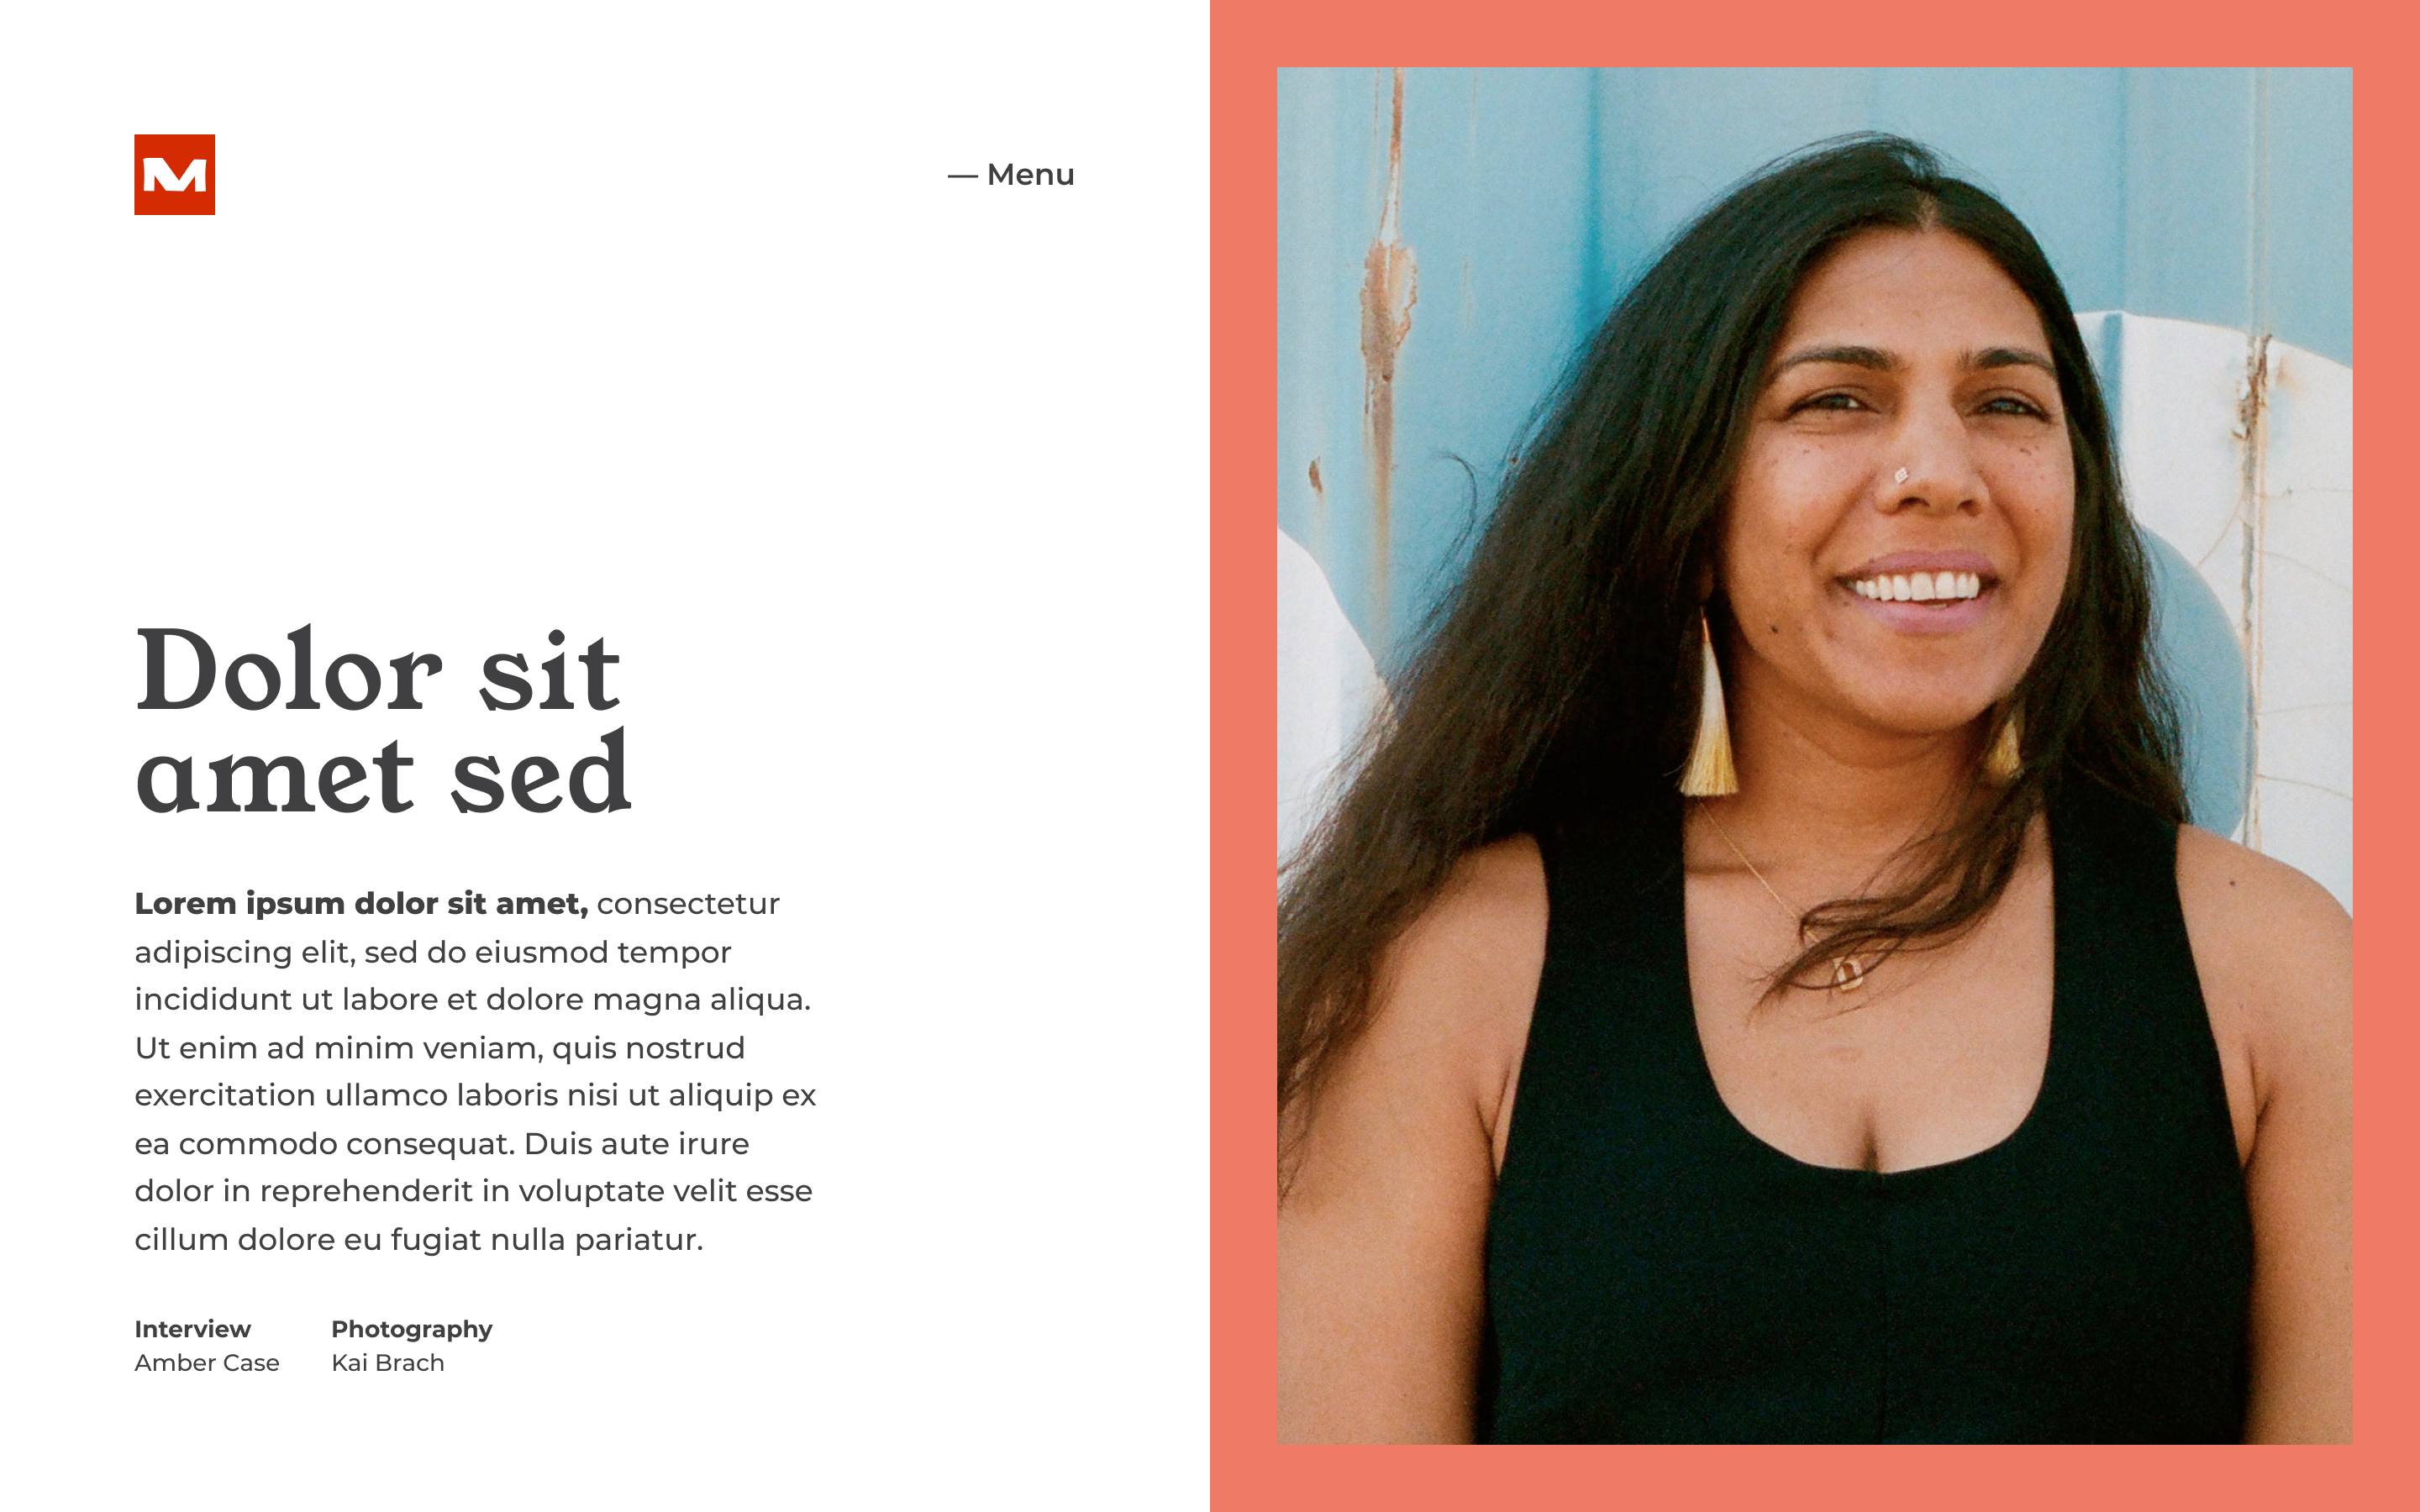 M
— Menu
Dolor sit
amet sed
Lorem ipsum dolor sit amet, consectetur
adipiscing elit, sed do eiusmod tempor
incididunt ut labore et dolore magna aliqua.
Ut enim ad minim veniam, quis nostrud
exercitation ullamco laboris nisi ut aliquip ex
ea commodo consequat. Duis aute irure
dolor in reprehenderit in voluptate velit esse
cillum dolore eu fugiat nulla pariatur.
Interview Photography
Amber Case Kai Brach